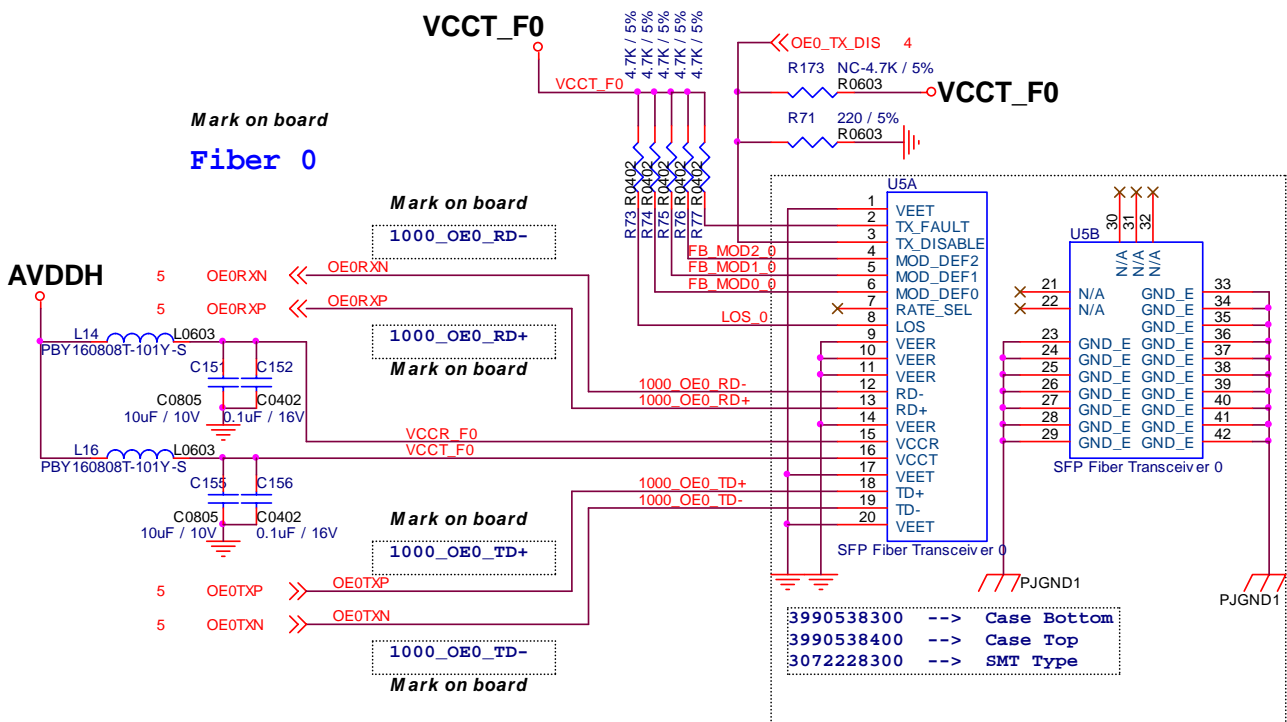 VCCT_F0
4.7K / 5%
4.7K / 5%
4.7K / 5%
4.7K / 5%
4.7K / 5%
VCCT_F0
OE0_TX_DIS 4
R173 NC-4.7K / 5%
R0603
VCCT_F0
R71 220 / 5%
R0603
Mark on board
Fiber 0
R73 R0402
R74 R0402
R75 R0402
R76 R0402
R77 R0402
Mark on board
1000_OE0_RD-
AVDDH
5 OE0RXN OE0RXN
5 OE0RXP OE0RXP
1000_OE0_RD+
Mark on board
L14 L0603
PBY160808T-101Y-S
C151 C152
C0805 C0402
10uF / 10V 0.1uF / 16V
L16 L0603
PBY160808T-101Y-S
C155 C156
C0805 C0402
10uF / 10V 0.1uF / 16V
FB_MOD2_0
FB_MOD1_0
FB_MOD0_0
LOS_0
1000_OE0_RD-
1000_OE0_RD+
VCCR_F0
VCCT_F0
1000_OE0_TD+
1000_OE0_TD-
Mark on board
1000_OE0_TD+
5 OE0TXP OE0TXP
5 OE0TXN OE0TXN
1000_OE0_TD-
Mark on board
U5A
1 VEET
2 TX_FAULT
3 TX_DISABLE
4 MOD_DEF2
5 MOD_DEF1
6 MOD_DEF0
7 RATE_SEL
8 LOS
9 VEER
10 VEER
11 VEER
12 RD-
13 RD+
14 VEER
15 VCCR
16 VCCT
17 VEET
18 TD+
19 TD-
20 VEET
SFP Fiber Transceiver 0
U5B
30 31 32
N/A N/A N/A
21 N/A GND_E 33
22 N/A GND_E 34
GND_E 35
23 GND_E GND_E 36
24 GND_E GND_E 37
25 GND_E GND_E 38
26 GND_E GND_E 39
27 GND_E GND_E 40
28 GND_E GND_E 41
29 GND_E GND_E 42
SFP Fiber Transceiver 0
PJGND1
PJGND1
3990538300 --> Case Bottom
3990538400 --> Case Top
3072228300 --> SMT Type